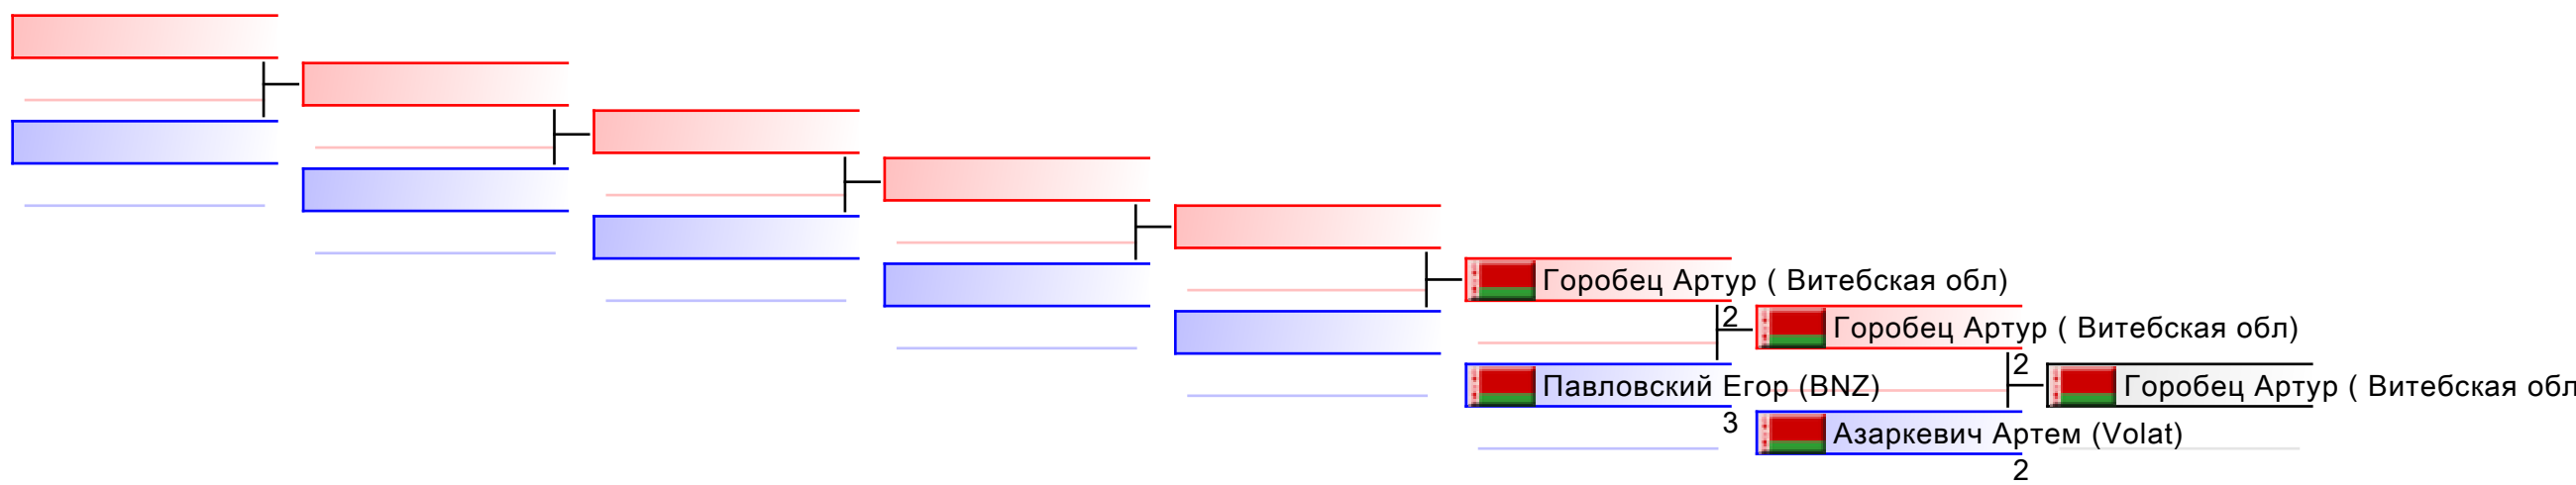 Горобец Артур ( Витебская обл)
2
Горобец Артур ( Витебская обл)
2
Павловский Егор (BNZ)
Горобец Артур ( Витебская обл
3
Азаркевич Артем (Volat)
2